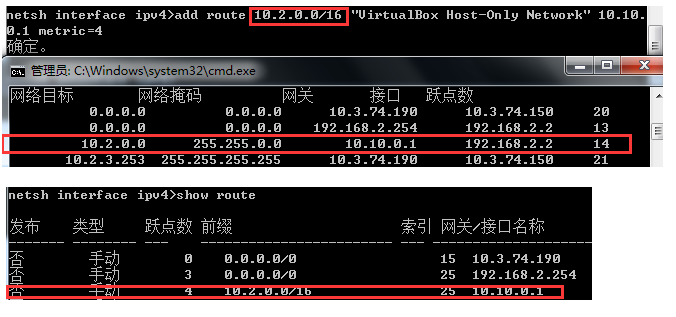 netsh interface ipv4>add route 10.2.0.0/16 "VirtualBox Host-Only Network" 10.10.
0.1 metric=4
确定。
管理员: C:\Windows\system32\cmd.exe
网络目标 网络掩码 网关 接口 跃点数
0.0.0.0 0.0.0.0 10.3.74.190 10.3.74.150 20
0.0.0.0 0.0.0.0 192.168.2.254 192.168.2.2 13
10.2.0.0 255.255.0.0 10.10.0.1 192.168.2.2 14
10.2.3.253 255.255.255.255 10.3.74.190 10.3.74.150 21
netsh interface ipv4>show route
发布 类型 跃点数 前缀 索引 网关/接口名称
否 手动 0 0.0.0.0/0 15 10.3.74.190
否 手动 3 0.0.0.0/0 25 192.168.2.254
否 手动 4 10.2.0.0/16 25 10.10.0.1